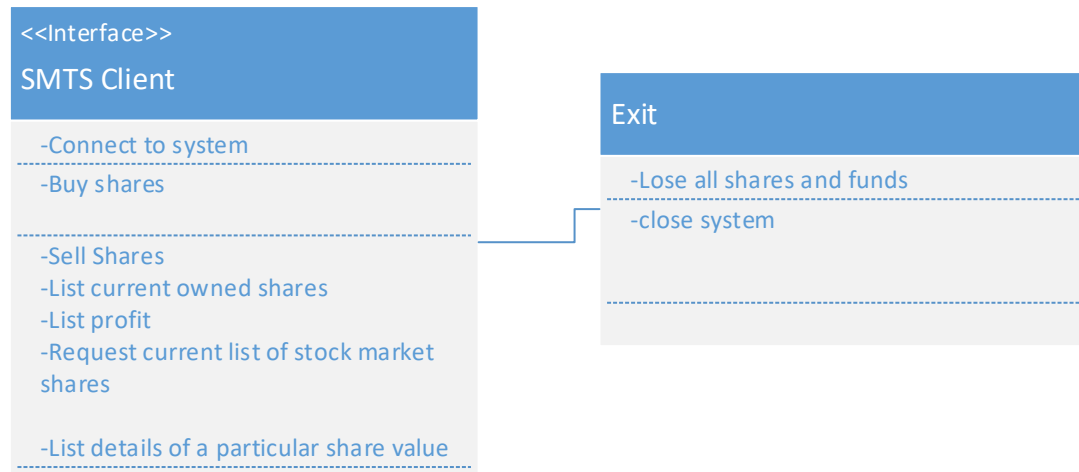 <<Interface>>
SMTS Client
-Connect to system
-Buy shares
-Sell Shares
-List current owned shares
-List profit
-Request current list of stock market
shares
-List details of a particular share value
Exit
-Lose all shares and funds
-close system